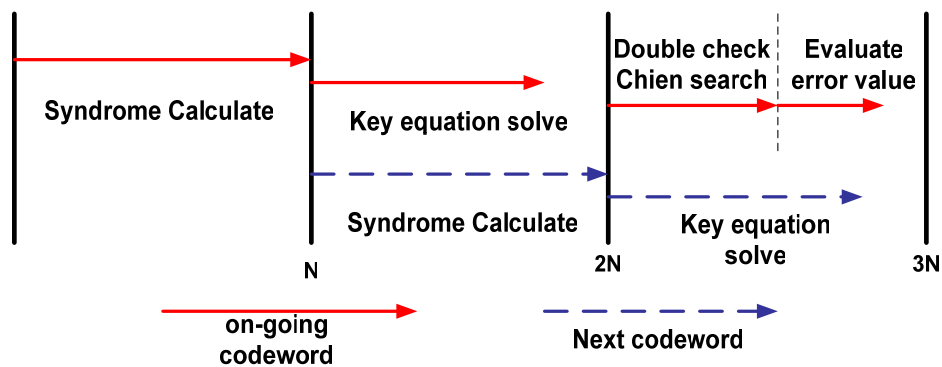 Syndrome Calculate
Key equation solve
Double check
Chien search
Evaluate
error value
Syndrome Calculate
Key equation
solve
N
2N
3N
on-going
codeword
Next codeword